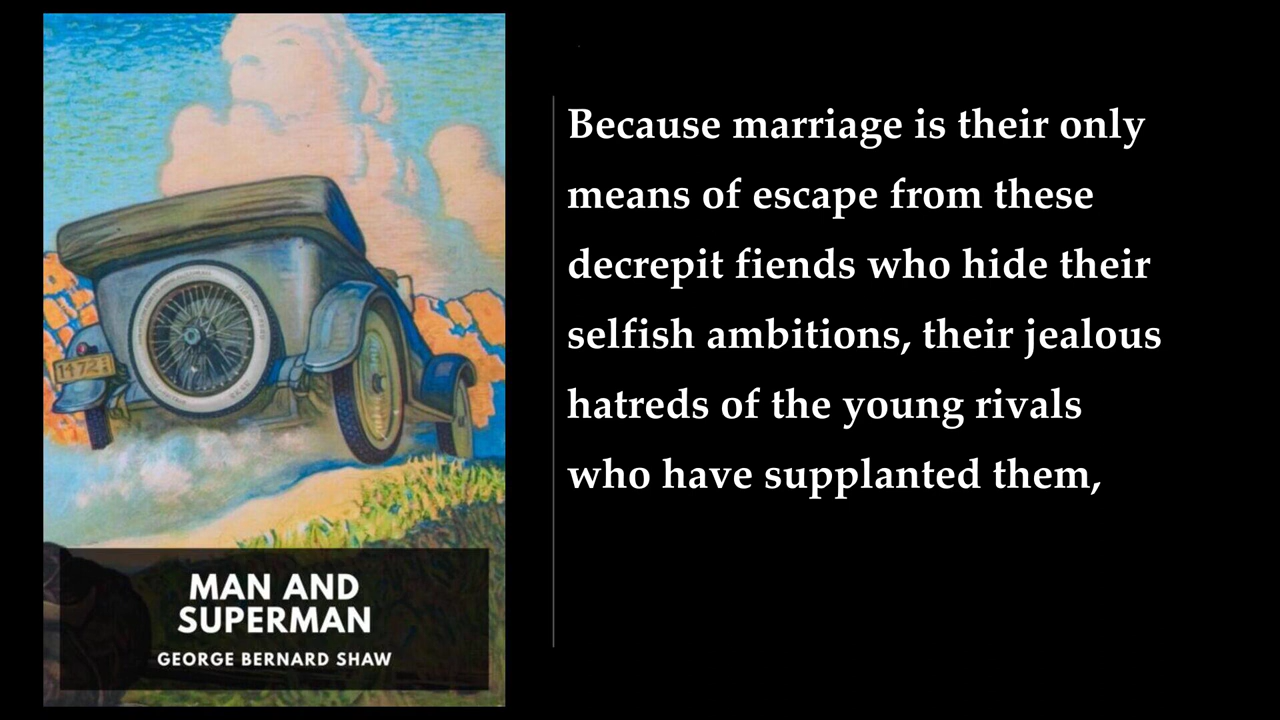 Because marriage is their only
means of escape from these
decrepit fiends who hide their
selfish ambitions, their jealous
hatreds of the young rivals
who have supplanted them,
1472
MAN AND
SUPERMAN
GEORGE BERNARD SHAW